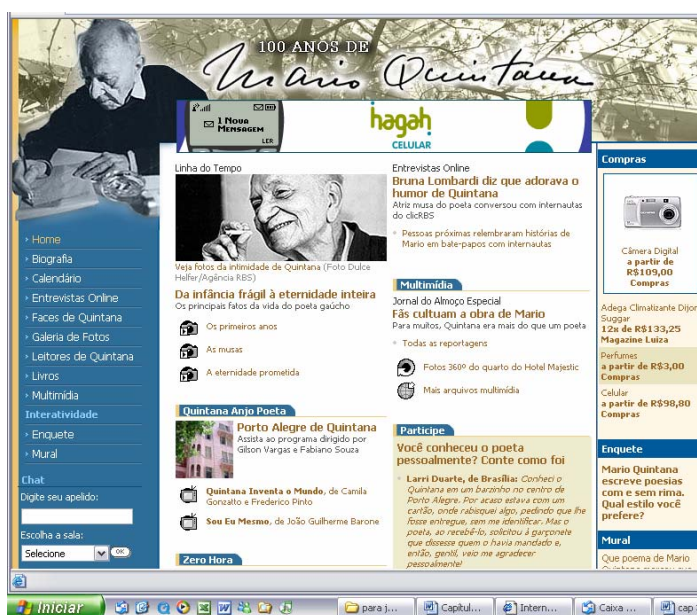 100 ANOS DE
Mario Quintana
1 Nova
Mensagem
LER
hagah
CELULAR
Home
Biografia
Calendário
Entrevistas Online
Faces de Quintana
Galeria de Fotos
Leitores de Quintana
Livros
Multimídia
Interatividade
Enquete
Mural
Chat
Digite seu apelido:
Escolha a sala:
Selecione
OK
Linha do Tempo
Veja fotos da intimidade de Quintana (Foto Dulce
Helfer/Agência RBS)
Da infância frágil à eternidade inteira
Os principais fatos da vida do poeta gaúcho
Os primeiros anos
As musas
A eternidade prometida
Quintana Anjo Poeta
Porto Alegre de Quintana
Assista ao programa dirigido por
Gilson Vargas e Fabiano Souza
Quintana Inventa o Mundo, de Camila
Gonzatto e Frederico Pinto
Sou Eu Mesmo, de João Guilherme Barone
Zero Hora
Entrevistas Online
Bruna Lombardi diz que adorava o
humor de Quintana
Atriz musa do poeta conversou com internautas
do clicRBS
Pessoas próximas relembraram histórias de
Mario em bate-papos com internautas
Multimídia
Jornal do Almoço Especial
Fãs cultuam a obra de Mario
Para muitos, Quintana era mais do que um poeta
Todas as reportagens
Fotos 360º do quarto do Hotel Majestic
Mais arquivos multimídia
Participe
Você conheceu o poeta
pessoalmente? Conte como foi
Larri Duarte, de Brasília: Conheci o
Quintana em um barzinho no centro de
Porto Alegre. Por acaso estava com um
cartão, onde rabisquei algo, pedindo que lhe
fosse entregue, sem me identificar. Mas o
poeta, ao recebê-lo, solicitou à garçonete
que dissesse quem o havia mandado e,
então, gentil, veio me agradecer
pessoalmente!
Compras
Câmera Digital
a partir de
R$109,00
Compras
Adega Climatizante Dijon
Suggar
12x de R$133,25
Magazine Luiza
Perfumes
a partir de R$3,00
Compras
Celular
a partir de R$98,80
Compras
Enquete
Mario Quintana
escreve poesias
com e sem rima.
Qual estilo você
prefere?
Mural
Que poema de Mario
Iniciar
para j...
Capitul...
Intern...
Caixa ...
cap